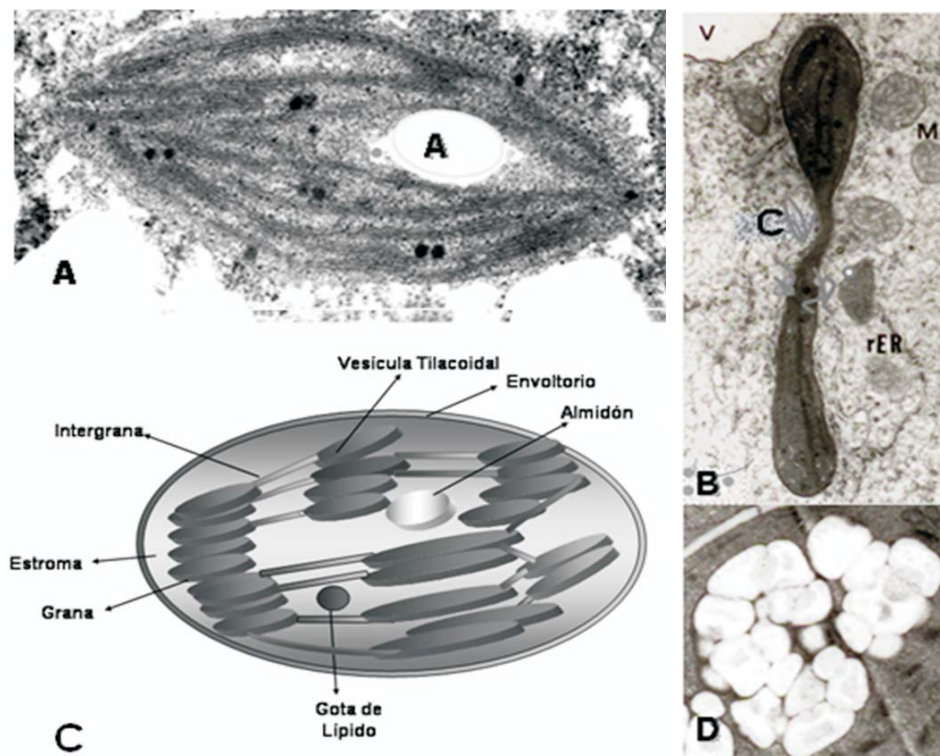 A
A
V
M
C
rER
B
Vesícula Tilacoidal
Envoltorio
Almidón
Intergrana
Estroma
Grana
Gota de
Lípido
C
D